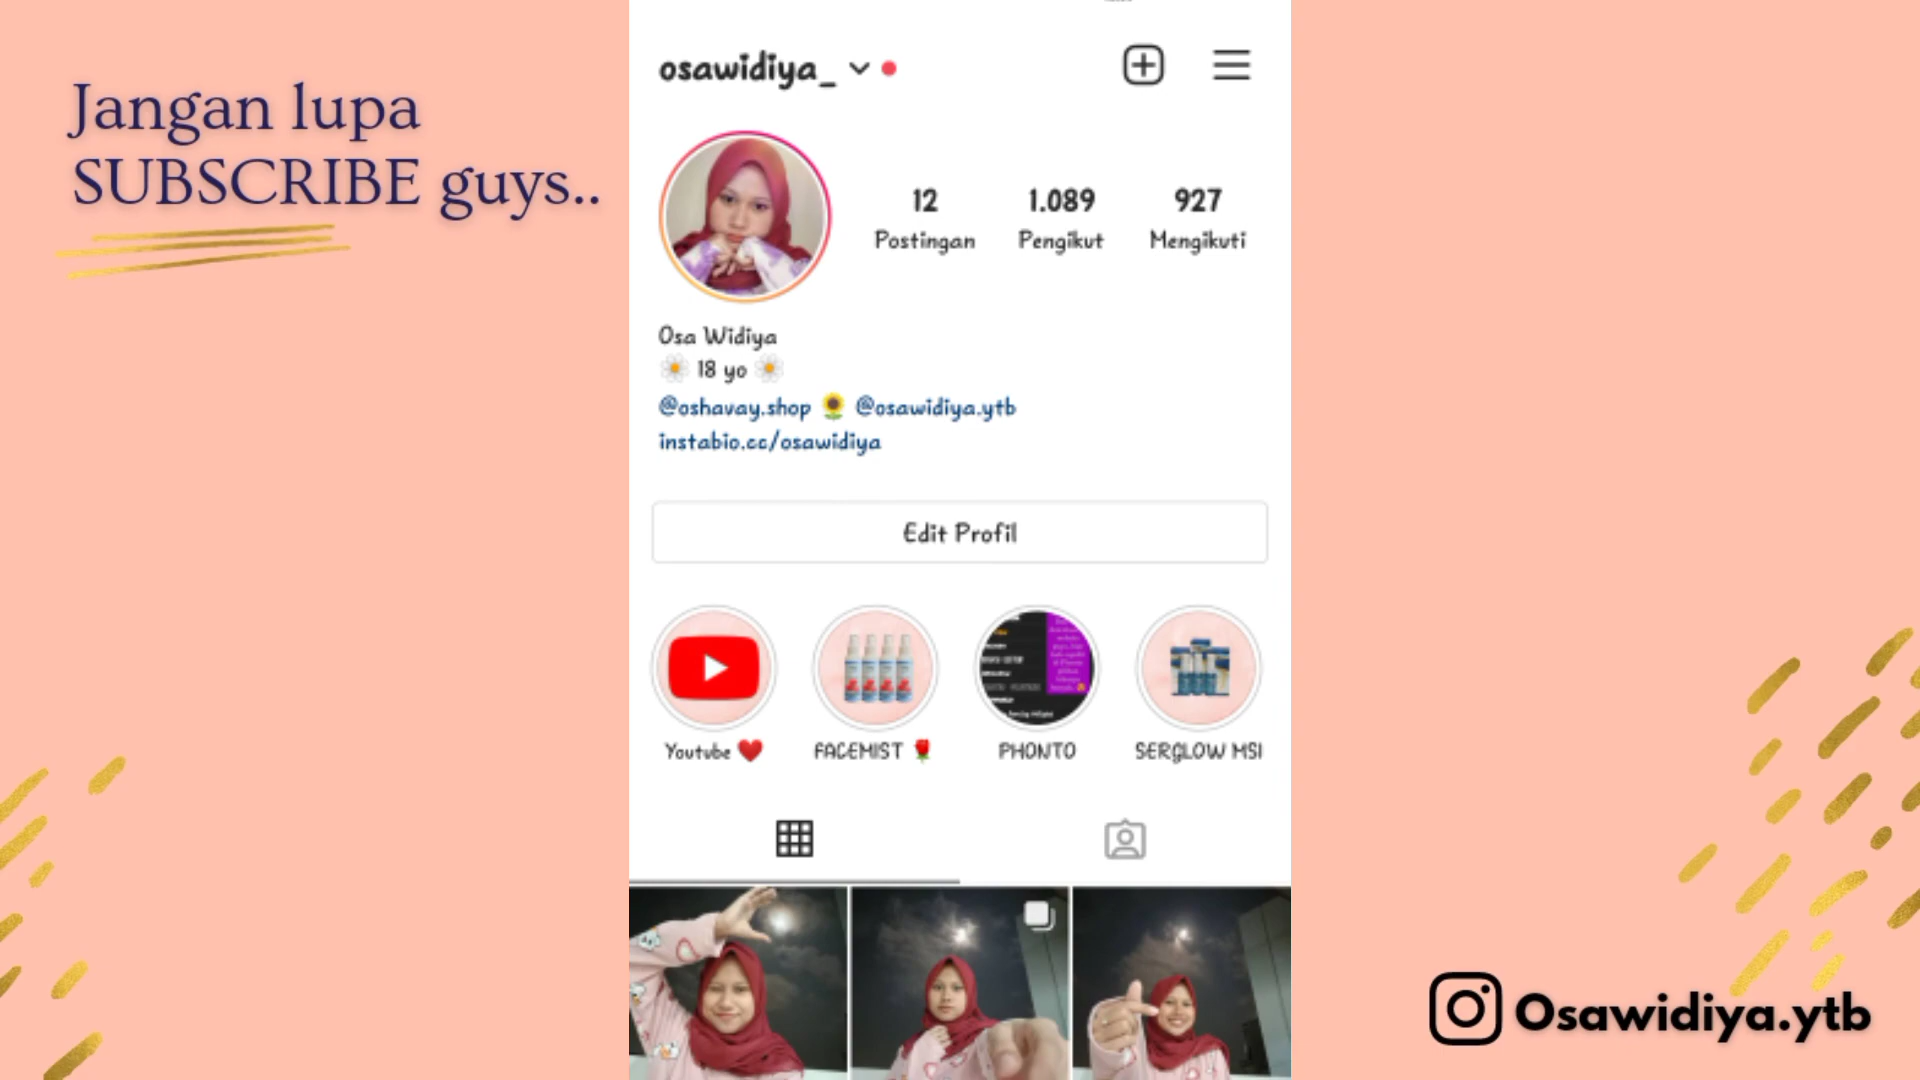 Jangan lupa
SUBSCRIBE guys..
osawidiya_
12
Postingan
1.089
Pengikut
927
Mengikuti
Osa Widiya
18 yo
@oshavay.shop @osawidiya.ytb
instabio.cc/osawidiya
Edit Profil
Youtube
FACEMIST
PHONTO
SERGLOW MSI
Osawidiya.ytb